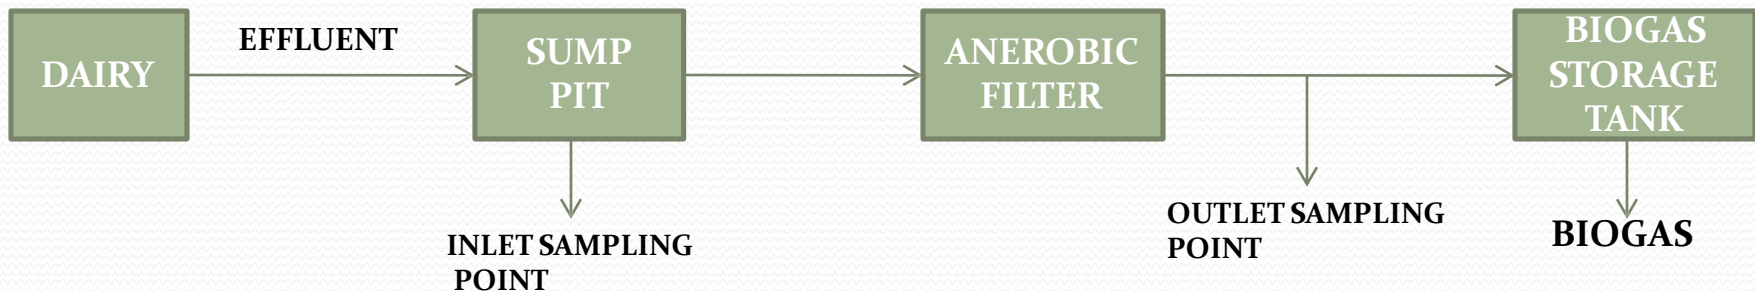 DAIRY
EFFLUENT
SUMP
PIT
ANEROBIC
FILTER
BIOGAS
STORAGE
TANK
INLET SAMPLING
POINT
OUTLET SAMPLING
POINT
BIOGAS